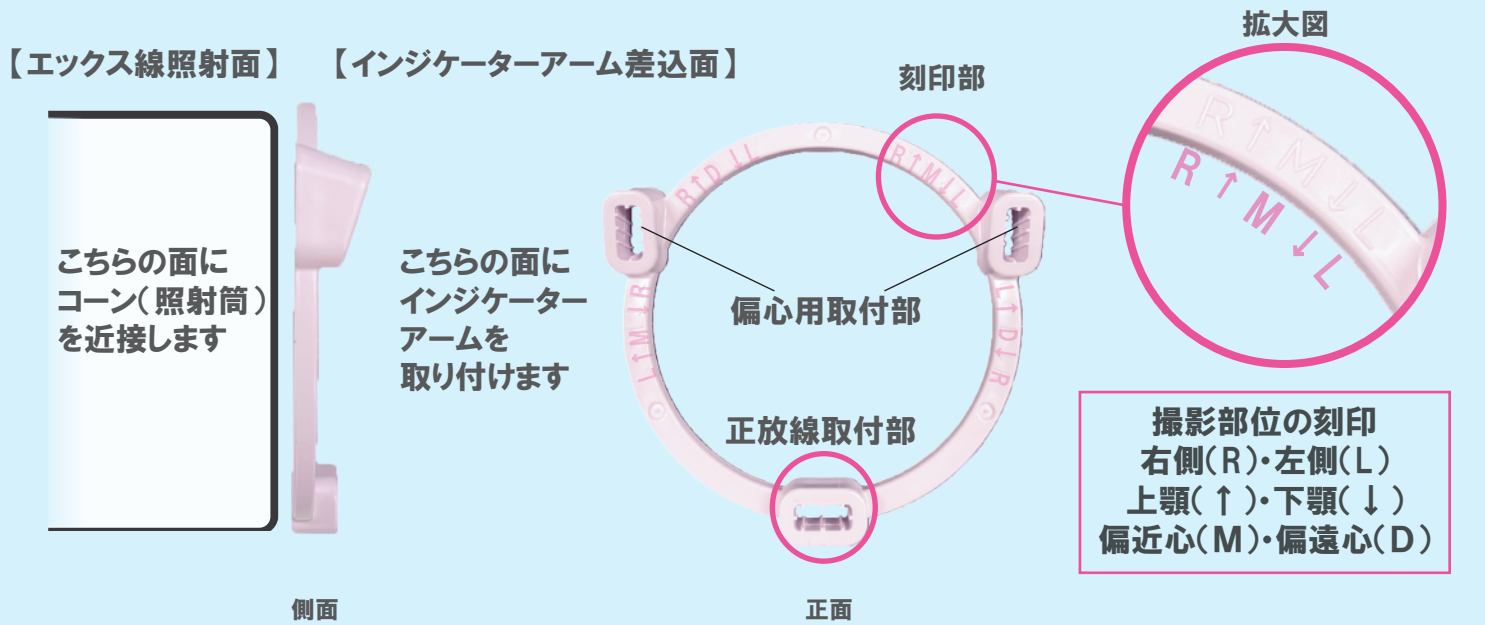 【エックス線照射面】
【インジケーターアーム差込面】
こちらの面に
コーン(照射筒)
を近接します
こちらの面に
インジケーター
アームを
取り付けます
刻印部
拡大図
R↑D↓L
R↑M↓L
L↑M↓R
L↑D↓R
偏心用取付部
正放線取付部
R↑M↓L
R↑M↓L
撮影部位の刻印
右側(R)・左側(L)
上顎(↑)・下顎(↓)
偏近心(M)・偏遠心(D)
側面
正面